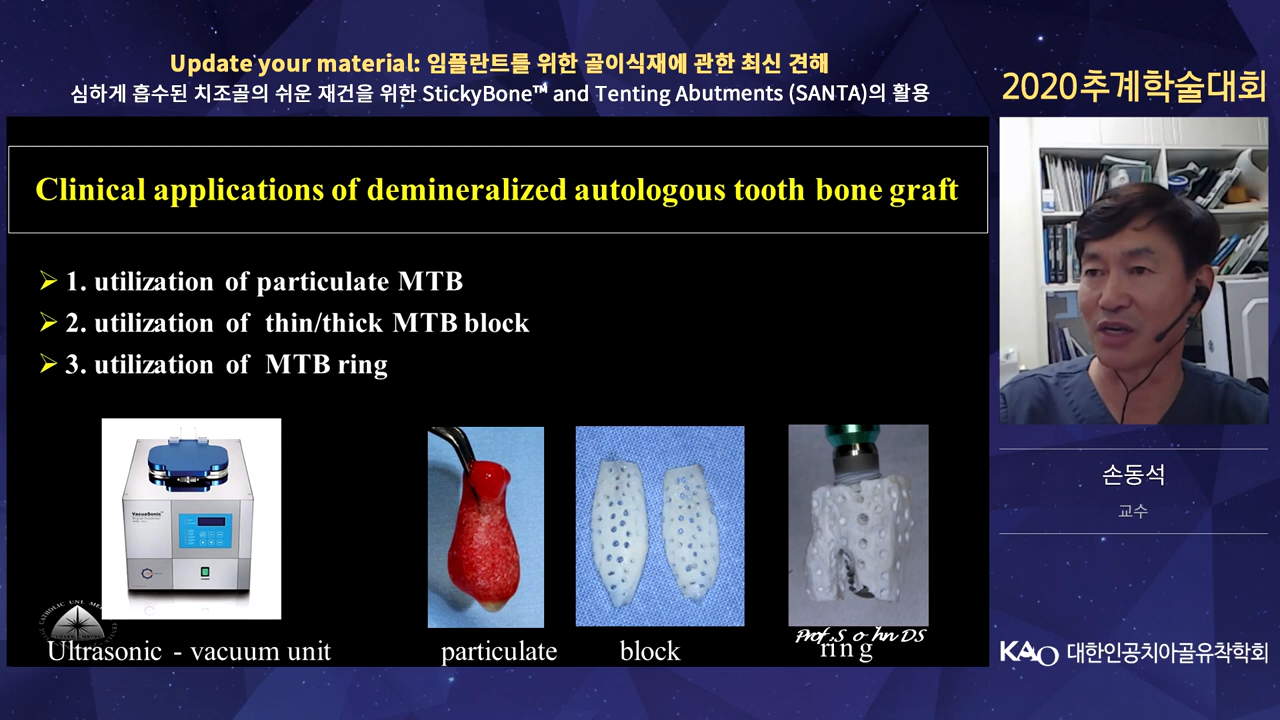 Update your material: 임플란트를 위한 골이식재에 관한 최신 견해
심하게 흡수된 치조골의 쉬운 재건을 위한 StickyBone™ and Tenting Abutments (SANTA)의 활용
2020추계학술대회
Clinical applications of demineralized autologous tooth bone graft
➢ 1. utilization of particulate MTB
➢ 2. utilization of thin/thick MTB block
➢ 3. utilization of MTB ring
VacuaSonic
Ultrasonic - vacuum unit
particulate
block
Prof. Sohn DS
ring
손동석
교수
KAO 대한인공치아골유착학회